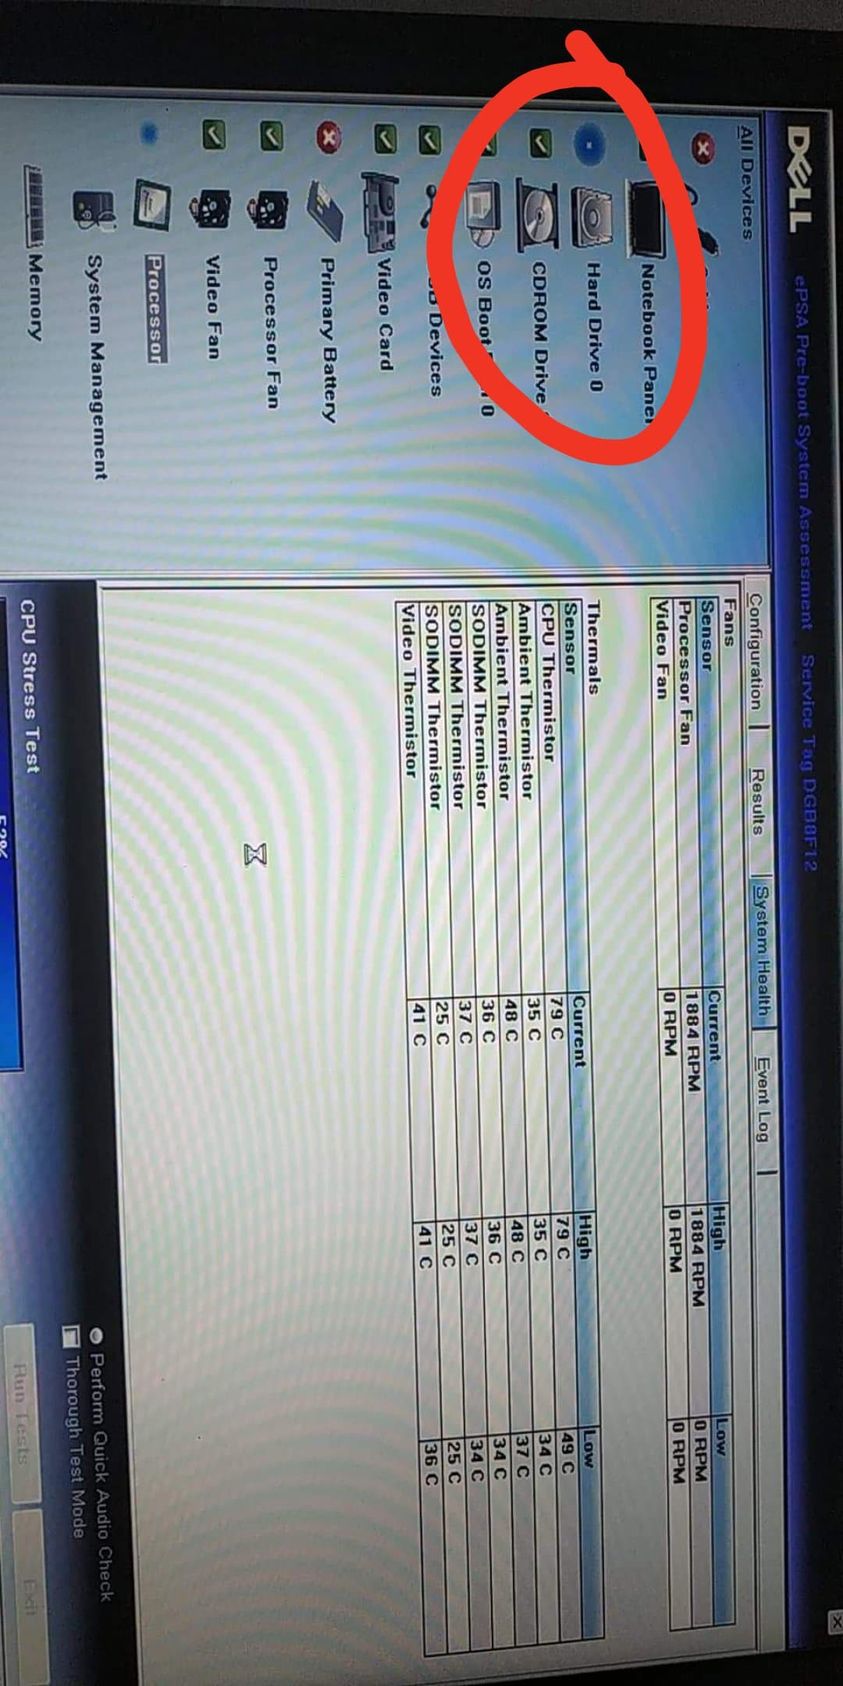 DELL
ePSA Pre-boot System Assessment Service Tag DGB0F12
X
All Devices
Notebook Panel
Hard Drive 0
CDROM Drive
OS Boot
0
Devices
Video Card
Primary Battery
Processor Fan
Video Fan
Processor
System Management
Memory
Configuration Results System Health Event Log
Fans
Sensor Current High Low
Processor Fan 1884 RPM 1884 RPM 0 RPM
Video Fan 0 RPM 0 RPM 0 RPM
Thermals
Sensor Current High Low
CPU Thermistor 79 C 79 C 49 C
Ambient Thermistor 35 C 35 C 34 C
Ambient Thermistor 48 C 48 C 37 C
SODIMM Thermistor 36 C 36 C 34 C
SODIMM Thermistor 37 C 37 C 34 C
SODIMM Thermistor 25 C 25 C 25 C
Video Thermistor 41 C 41 C 36 C
Perform Quick Audio Check
Thorough Test Mode
CPU Stress Test
52%
Run Tests Exit